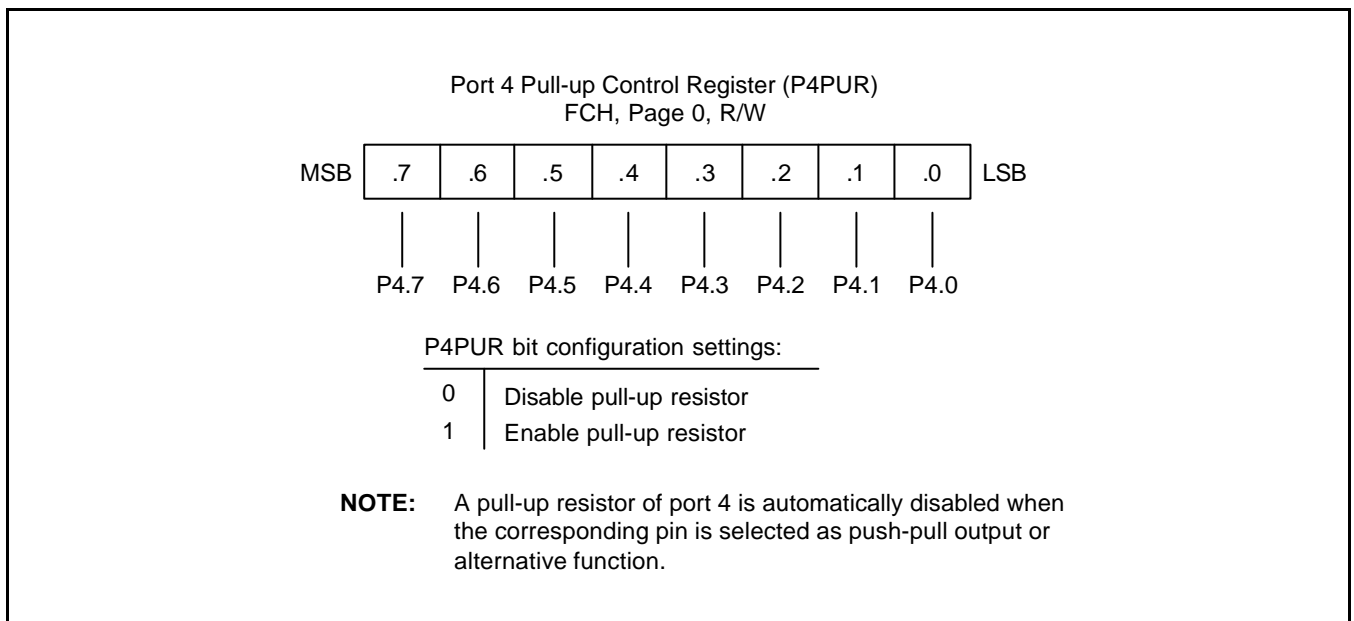 Port 4 Pull-up Control Register (P4PUR)
FCH, Page 0, R/W
MSB .7 .6 .5 .4 .3 .2 .1 .0 LSB
P4.7 P4.6 P4.5 P4.4 P4.3 P4.2 P4.1 P4.0
P4PUR bit configuration settings:
0 Disable pull-up resistor
1 Enable pull-up resistor
NOTE: A pull-up resistor of port 4 is automatically disabled when
the corresponding pin is selected as push-pull output or
alternative function.